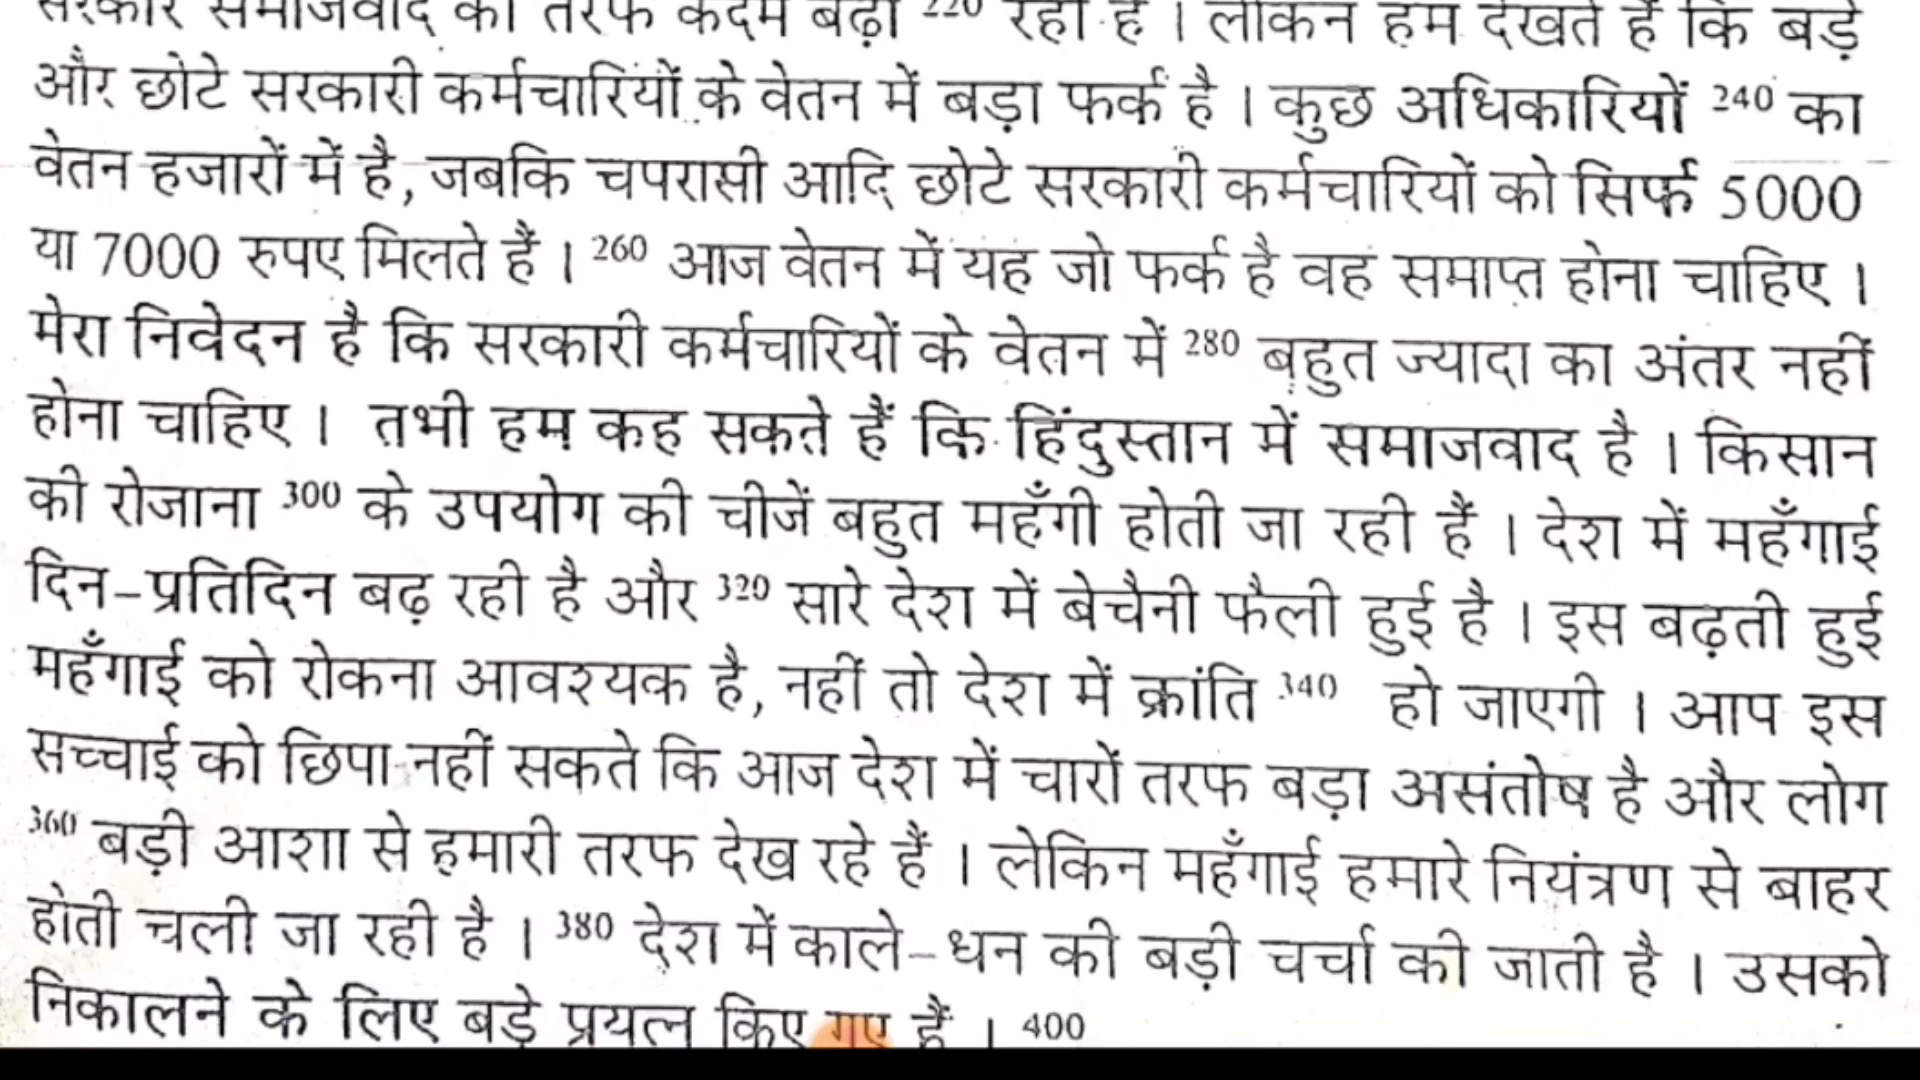 सरकार समाजवाद की तरफ कदम बढ़ा 220 रही है । लेकिन हम देखते हैं कि बड़े
और छोटे सरकारी कर्मचारियों के वेतन में बड़ा फर्क है । कुछ अधिकारियों 240 का
वेतन हजारों में है, जबकि चपरासी आदि छोटे सरकारी कर्मचारियों को सिर्फ 5000
या 7000 रुपए मिलते हैं । 260 आज वेतन में यह जो फर्क है वह समाप्त होना चाहिए ।
मेरा निवेदन है कि सरकारी कर्मचारियों के वेतन में 280 बहुत ज्यादा का अंतर नहीं
होना चाहिए । तभी हम कह सकते हैं कि हिंदुस्तान में समाजवाद है । किसान
की रोजाना 300 के उपयोग की चीजें बहुत महँगी होती जा रही हैं । देश में महँगाई
दिन-प्रतिदिन बढ़ रही है और 320 सारे देश में बेचैनी फैली हुई है । इस बढ़ती हुई
महँगाई को रोकना आवश्यक है, नहीं तो देश में क्रांति 340 हो जाएगी । आप इस
सच्चाई को छिपा नहीं सकते कि आज देश में चारों तरफ बड़ा असंतोष है और लोग
360 बड़ी आशा से हमारी तरफ देख रहे हैं । लेकिन महँगाई हमारे नियंत्रण से बाहर
होती चली जा रही है । 380 देश में काले-धन की बड़ी चर्चा की जाती है । उसको
निकालने के लिए बड़े प्रयत्न किए गए हैं । 400